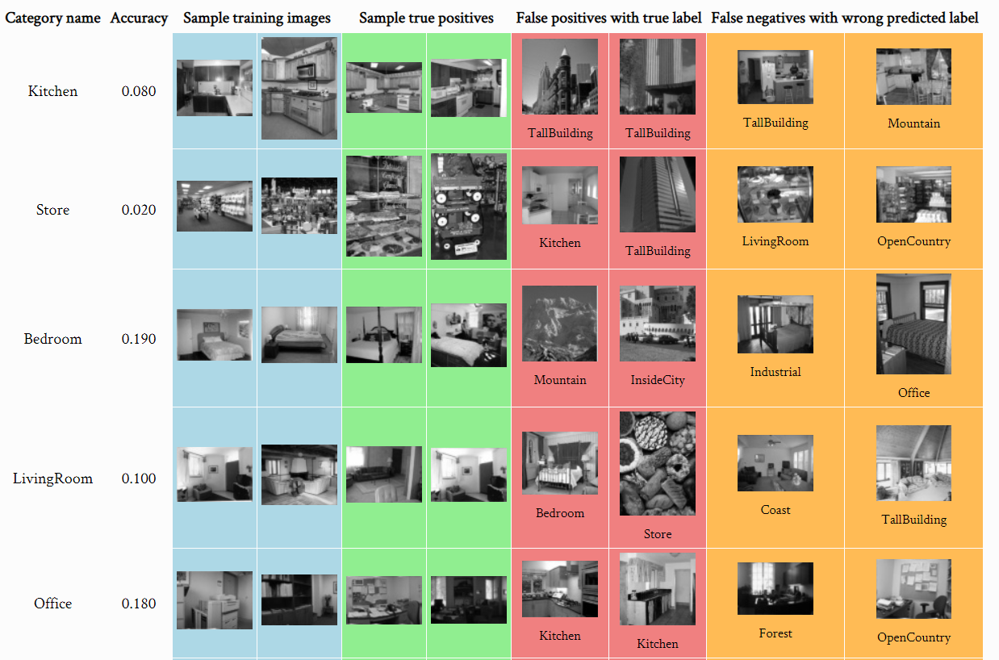 Category name Accuracy Sample training images Sample true positives False positives with true label False negatives with wrong predicted label
Kitchen 0.080 TallBuilding TallBuilding TallBuilding Mountain
Store 0.020 Kitchen TallBuilding LivingRoom OpenCountry
Bedroom 0.190 Mountain InsideCity Industrial Office
LivingRoom 0.100 Bedroom Store Coast TallBuilding
Office 0.180 Kitchen Kitchen Forest OpenCountry